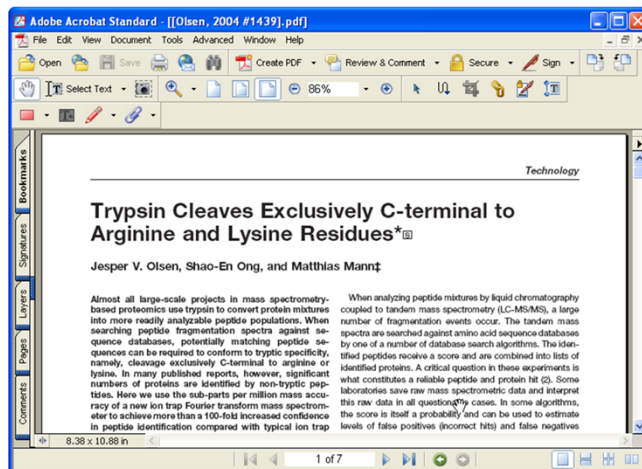 Adobe Acrobat Standard - [[Olsen, 2004 #1439].pdf]
File Edit View Document Tools Advanced Window Help
Open Save Create PDF Review & Comment Secure Sign
Select Text 86%
Bookmarks
Signatures
Layers
Pages
Comments
Technology
Trypsin Cleaves Exclusively C-terminal to
Arginine and Lysine Residues*S
Jesper V. Olsen, Shao-En Ong, and Matthias Mann‡
Almost all large-scale projects in mass spectrometry-
based proteomics use trypsin to convert protein mixtures
into more readily analyzable peptide populations. When
searching peptide fragmentation spectra against se-
quence databases, potentially matching peptide se-
quences can be required to conform to tryptic specificity,
namely, cleavage exclusively C-terminal to arginine or
lysine. In many published reports, however, significant
numbers of proteins are identified by non-tryptic pep-
tides. Here we use the sub-parts per million mass accu-
racy of a new ion trap Fourier transform mass spectrom-
eter to achieve more than a 100-fold increased confidence
in peptide identification compared with typical ion trap
When analyzing peptide mixtures by liquid chromatography
coupled to tandem mass spectrometry (LC-MS/MS), a large
number of fragmentation events occur. The tandem mass
spectra are searched against amino acid sequence databases
by one of a number of database search algorithms. The iden-
tified peptides receive a score and are combined into lists of
identified proteins. A critical question in these experiments is
what constitutes a reliable peptide and protein hit (2). Some
laboratories save raw mass spectrometric data and interpret
this raw data in all questionable cases. In some algorithms,
the score is itself a probability and can be used to estimate
levels of false positives (incorrect hits) and false negatives
8.38 x 10.88 in
1 of 7